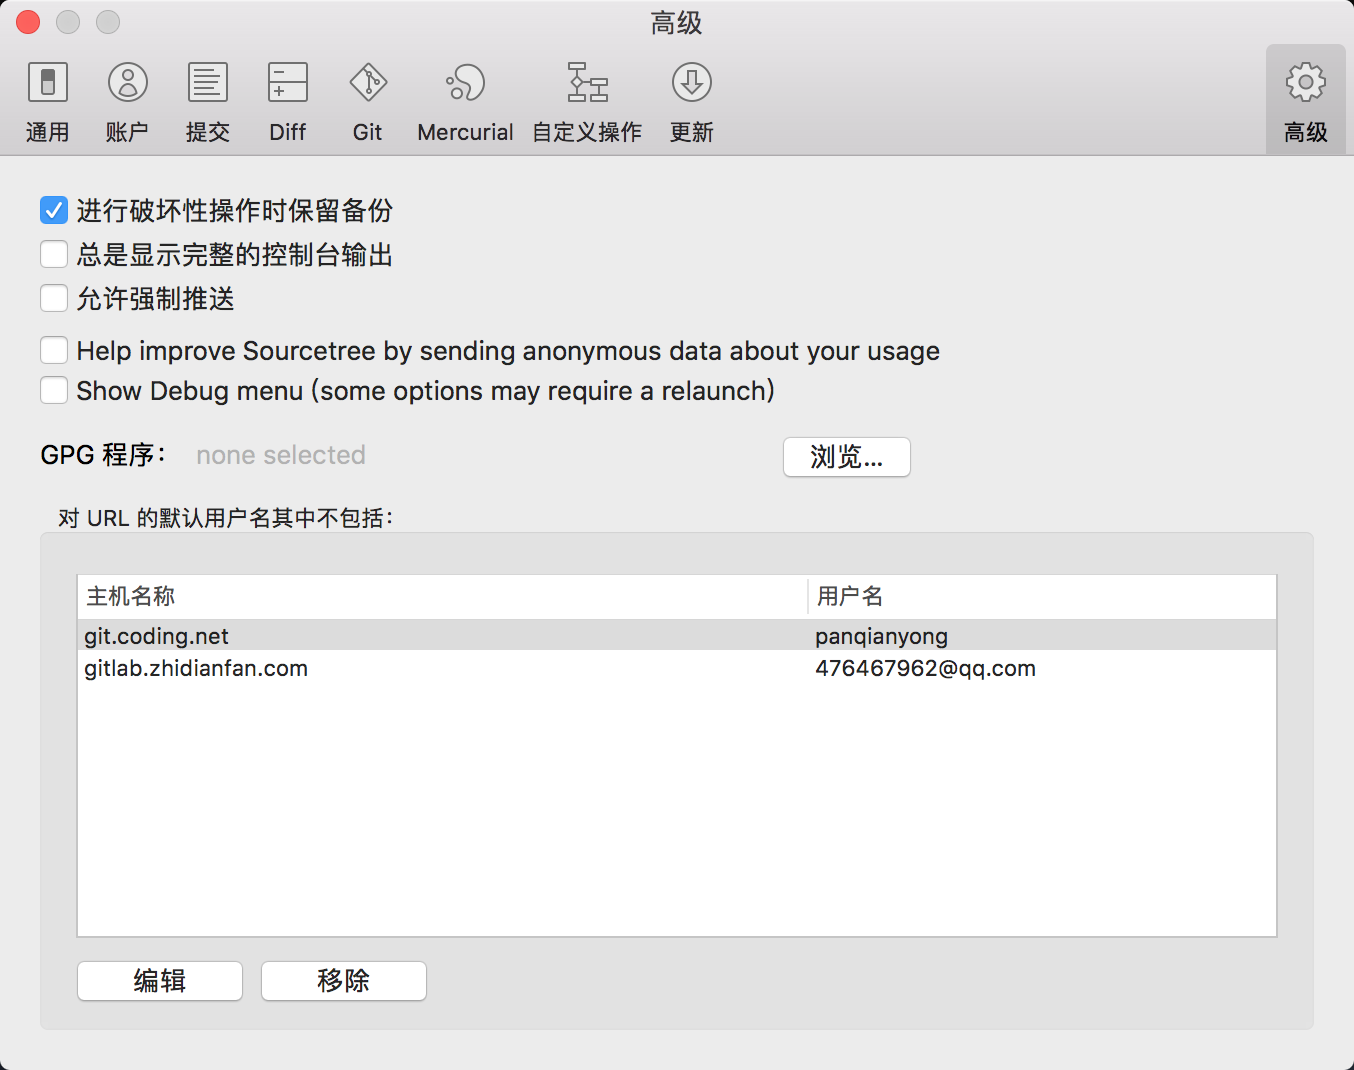 高级
通用 账户 提交 Diff Git Mercurial 自定义操作 更新 高级
进行破坏性操作时保留备份
总是显示完整的控制台输出
允许强制推送
Help improve Sourcetree by sending anonymous data about your usage
Show Debug menu (some options may require a relaunch)
GPG 程序： none selected 浏览...
对 URL 的默认用户名其中不包括：
主机名称 用户名
git.coding.net panqianyong
gitlab.zhidianfan.com 476467962@qq.com
编辑 移除